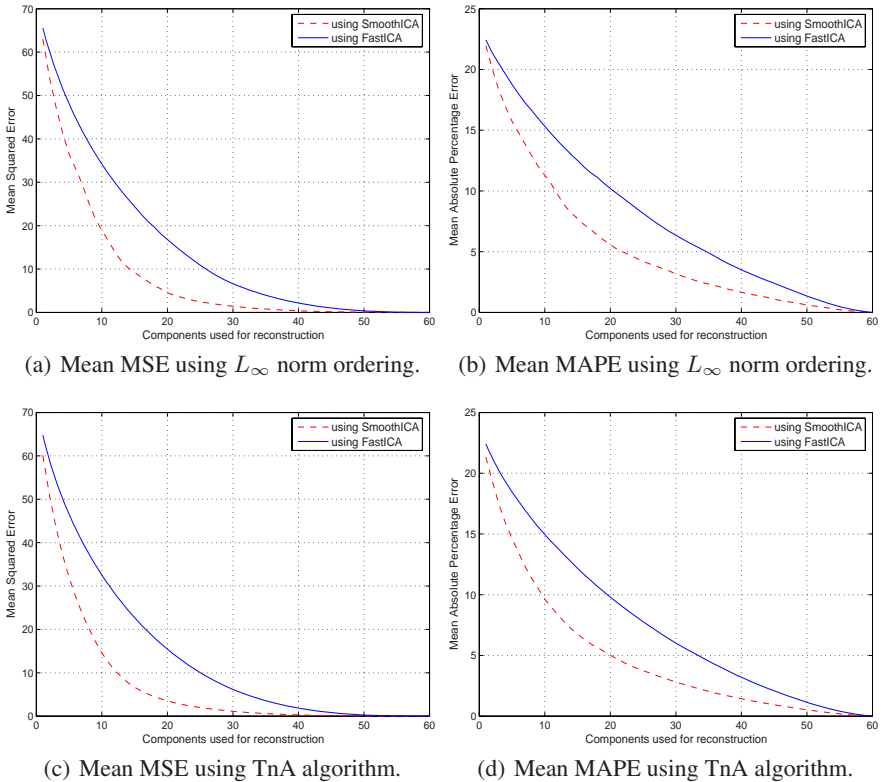 70
60
50
40
30
20
10
0
Mean Squared Error
using SmoothICA
using FastICA
0 10 20 30 40 50 60
Components used for reconstruction
(a) Mean MSE using L∞ norm ordering.
25
20
15
10
5
0
Mean Absolute Percentage Error
using SmoothICA
using FastICA
0 10 20 30 40 50 60
Components used for reconstruction
(b) Mean MAPE using L∞ norm ordering.
70
60
50
40
30
20
10
0
Mean Squared Error
using SmoothICA
using FastICA
0 10 20 30 40 50 60
Components used for reconstruction
(c) Mean MSE using TnA algorithm.
25
20
15
10
5
0
Mean Absolute Percentage Error
using SmoothICA
using FastICA
0 10 20 30 40 50 60
Components used for reconstruction
(d) Mean MAPE using TnA algorithm.